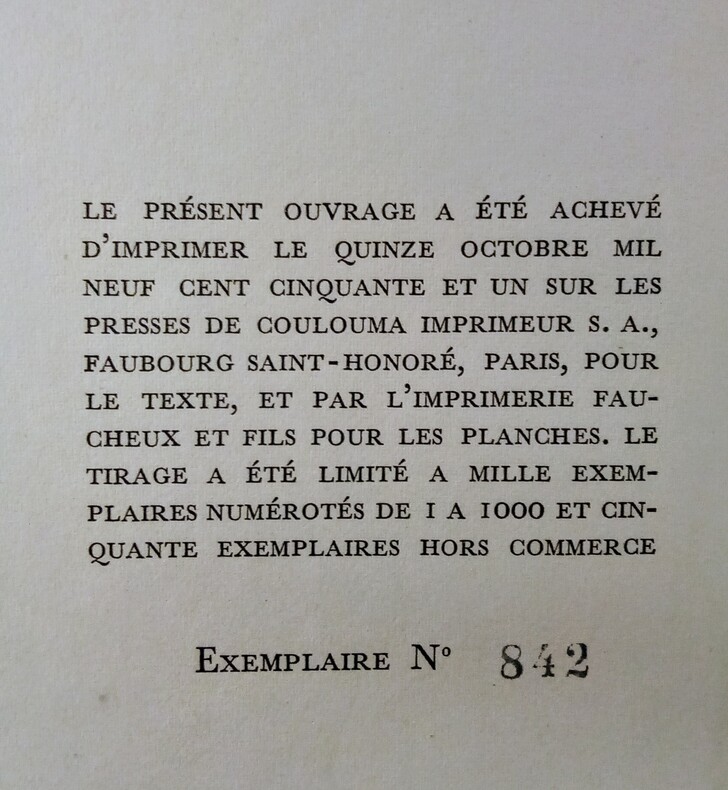 LE PRÉSENT OUVRAGE A ÉTÉ ACHEVÉ
D'IMPRIMER LE QUINZE OCTOBRE MIL
NEUF CENT CINQUANTE ET UN SUR LES
PRESSES DE COULOUMA IMPRIMEUR S. A.,
FAUBOURG SAINT-HONORÉ, PARIS, POUR
LE TEXTE, ET PAR L'IMPRIMERIE FAU-
CHEUX ET FILS POUR LES PLANCHES. LE
TIRAGE A ÉTÉ LIMITÉ A MILLE EXEM-
PLAIRES NUMÉROTÉS DE 1 A 1000 ET CIN-
QUANTE EXEMPLAIRES HORS COMMERCE
EXEMPLAIRE Nº 842